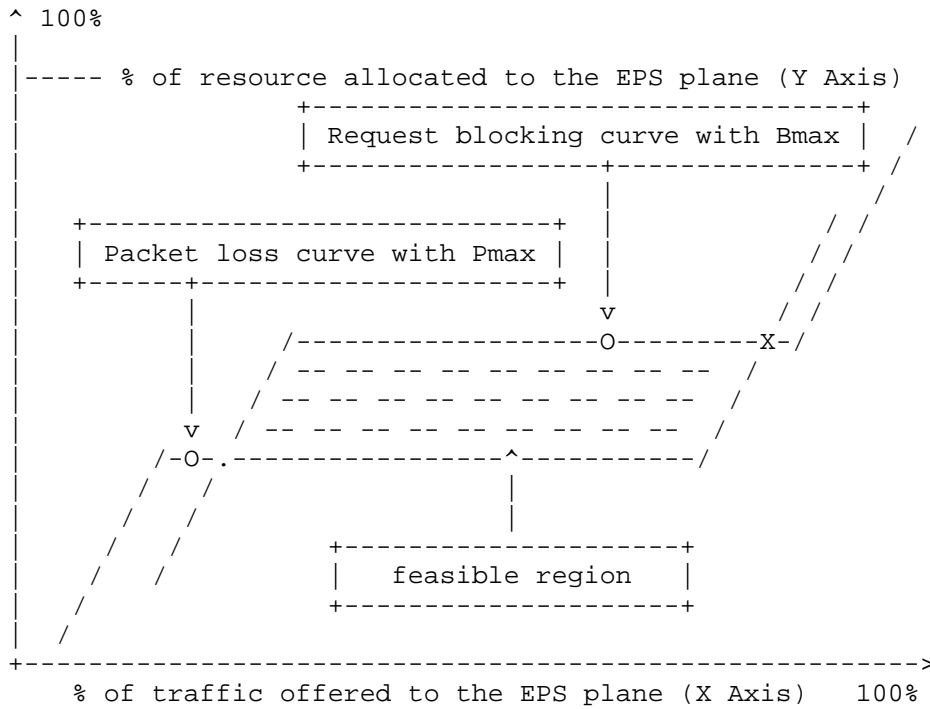 100%
% of resource allocated to the EPS plane (Y Axis)
Request blocking curve with Bmax
Packet loss curve with Pmax
feasible region
% of traffic offered to the EPS plane (X Axis) 100%